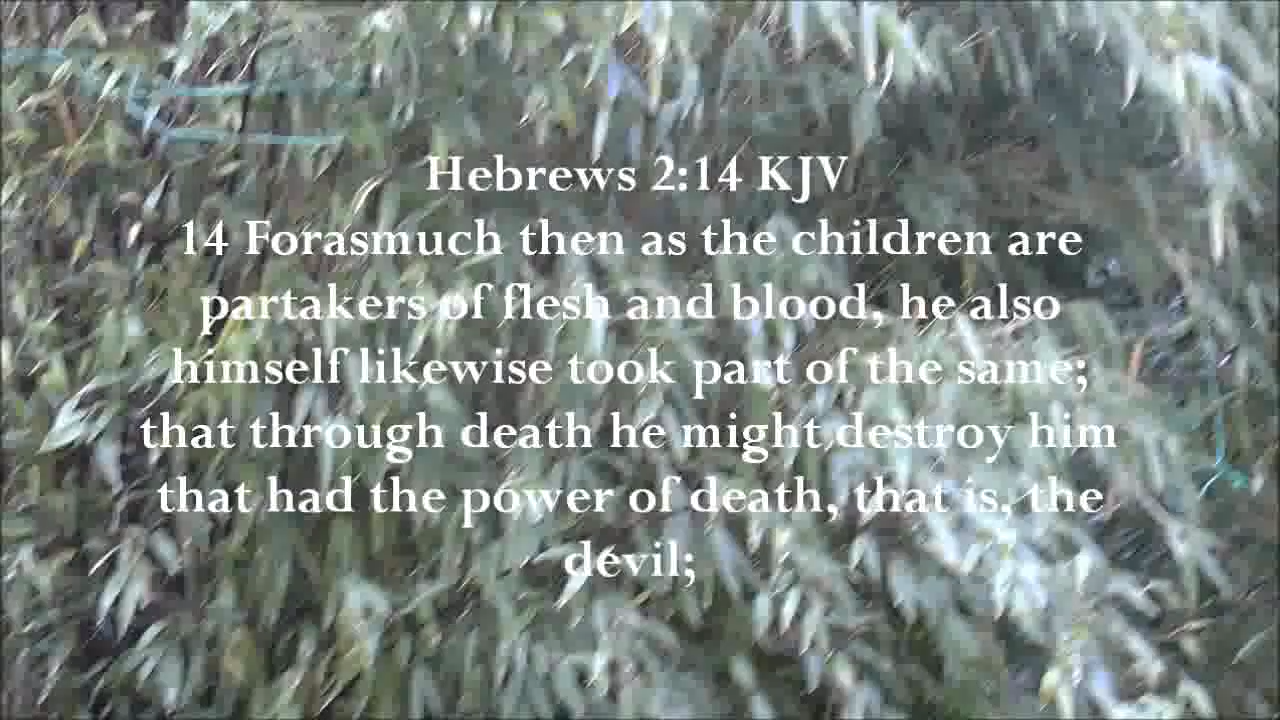 Hebrews 2:14 KJV
14 Forasmuch then as the children are
partakers of flesh and blood, he also
himself likewise took part of the same;
that through death he might destroy him
that had the power of death, that is, the
devil;